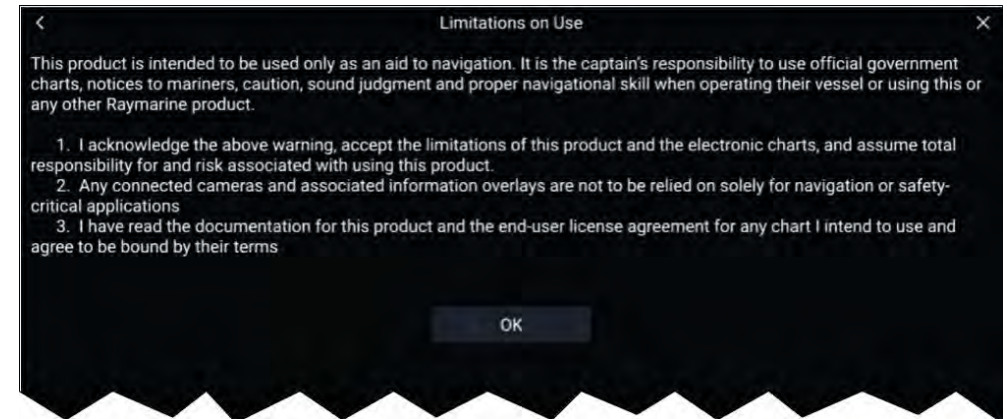 Limitations on Use
This product is intended to be used only as an aid to navigation. It is the captain's responsibility to use official government
charts, notices to mariners, caution, sound judgment and proper navigational skill when operating their vessel or using this or
any other Raymarine product.
1. I acknowledge the above warning, accept the limitations of this product and the electronic charts, and assume total
responsibility for and risk associated with using this product.
2. Any connected cameras and associated information overlays are not to be relied on solely for navigation or safety-
critical applications
3. I have read the documentation for this product and the end-user license agreement for any chart I intend to use and
agree to be bound by their terms
OK